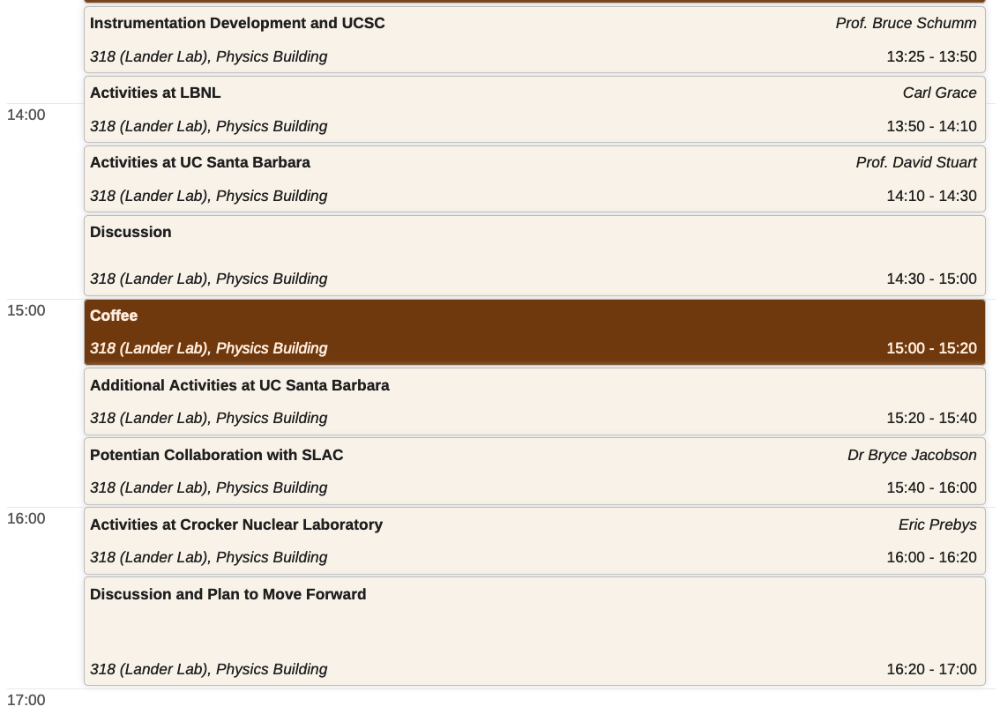 Instrumentation Development and UCSC Prof. Bruce Schumm
318 (Lander Lab), Physics Building 13:25 - 13:50
Activities at LBNL Carl Grace
14:00
318 (Lander Lab), Physics Building 13:50 - 14:10
Activities at UC Santa Barbara Prof. David Stuart
318 (Lander Lab), Physics Building 14:10 - 14:30
Discussion
318 (Lander Lab), Physics Building 14:30 - 15:00
15:00
Coffee
318 (Lander Lab), Physics Building 15:00 - 15:20
Additional Activities at UC Santa Barbara
318 (Lander Lab), Physics Building 15:20 - 15:40
Potentian Collaboration with SLAC Dr Bryce Jacobson
318 (Lander Lab), Physics Building 15:40 - 16:00
16:00
Activities at Crocker Nuclear Laboratory Eric Prebys
318 (Lander Lab), Physics Building 16:00 - 16:20
Discussion and Plan to Move Forward
318 (Lander Lab), Physics Building 16:20 - 17:00
17:00